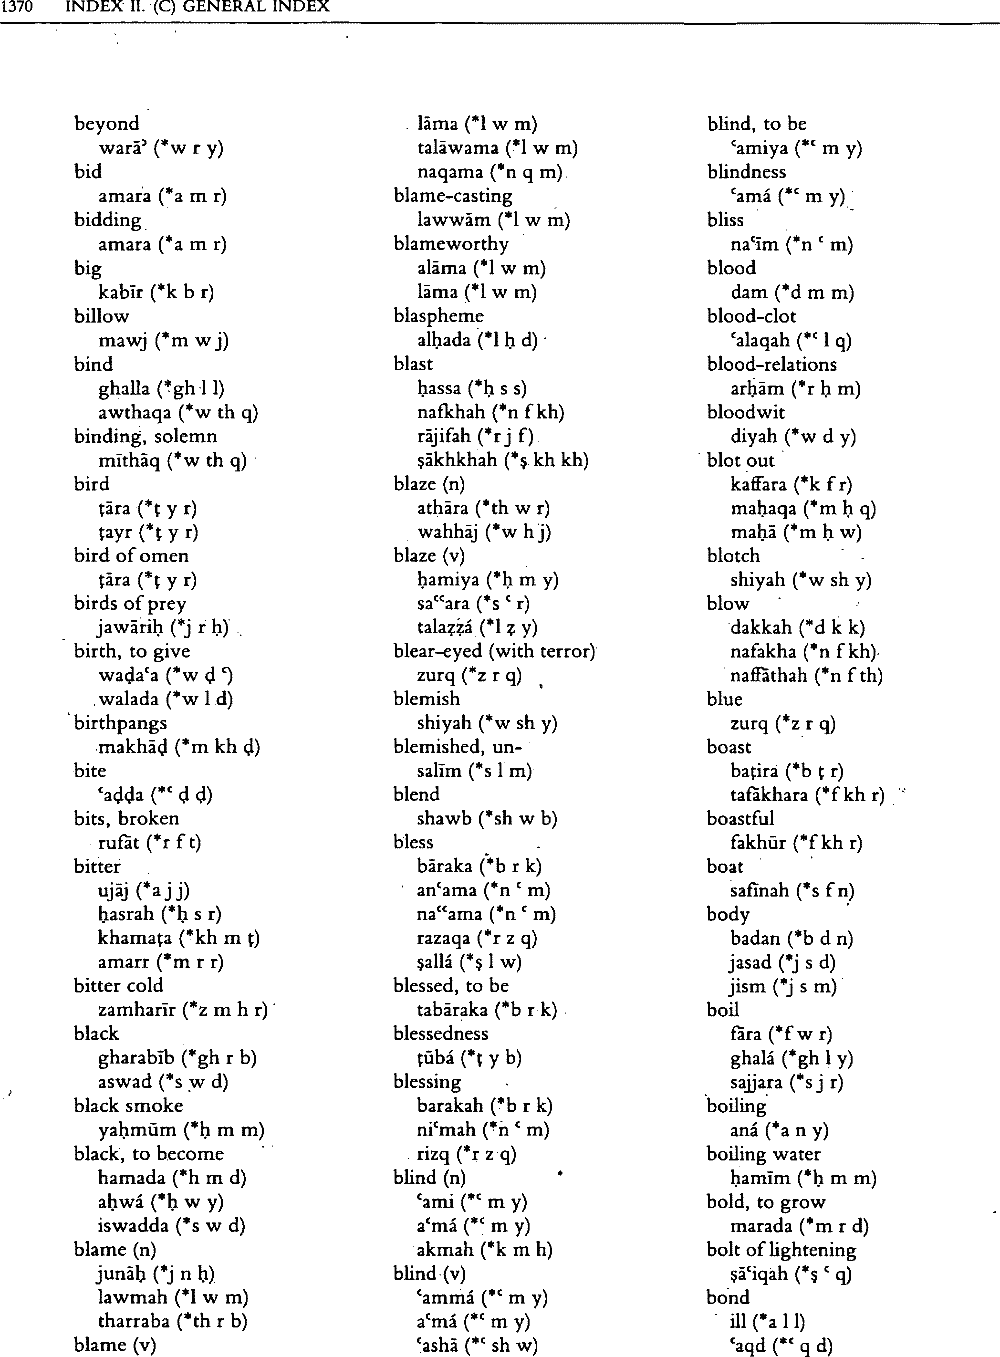 1370 INDEX II. (C) GENERAL INDEX
beyond
warāʾ (*w r y)
bid
amara (*a m r)
bidding
amara (*a m r)
big
kabīr (*k b r)
billow
mawj (*m w j)
bind
ghalla (*gh l l)
awthaqa (*w th q)
binding, solemn
mīthāq (*w th q)
bird
ṭāra (*ṭ y r)
ṭayr (*ṭ y r)
bird of omen
ṭāra (*ṭ y r)
birds of prey
jawāriḥ (*j r ḥ)
birth, to give
waḍaʿa (*w ḍ ʿ)
walada (*w l d)
birthpangs
makhāḍ (*m kh ḍ)
bite
ʿaḍḍa (*ʿ ḍ ḍ)
bits, broken
rufāt (*r f t)
bitter
ujāj (*a j j)
ḥasrah (*ḥ s r)
khamaṭa (*kh m ṭ)
amarr (*m r r)
bitter cold
zamharīr (*z m h r)
black
gharabīb (*gh r b)
aswad (*s w d)
black smoke
yaḥmūm (*ḥ m m)
black, to become
hamada (*h m d)
aḥwá (*ḥ w y)
iswadda (*s w d)
blame (n)
junāḥ (*j n ḥ)
lawmah (*l w m)
tharraba (*th r b)
blame (v)
lāma (*l w m)
talāwama (*l w m)
naqama (*n q m)
blame-casting
lawwām (*l w m)
blameworthy
alāma (*l w m)
lāma (*l w m)
blaspheme
alḥada (*l ḥ d)
blast
ḥassa (*ḥ s s)
nafkhah (*n f kh)
rājifah (*r j f)
ṣākhkhah (*ṣ kh kh)
blaze (n)
athāra (*th w r)
wahhāj (*w h j)
blaze (v)
ḥamiya (*ḥ m y)
saʿʿara (*s ʿ r)
talaẓẓá (*l ẓ y)
blear-eyed (with terror)
zurq (*z r q)
blemish
shiyah (*w sh y)
blemished, un-
salīm (*s l m)
blend
shawb (*sh w b)
bless
bāraka (*b r k)
anʿama (*n ʿ m)
naʿʿama (*n ʿ m)
razaqa (*r z q)
ṣallá (*ṣ l w)
blessed, to be
tabāraka (*b r k)
blessedness
ṭūbá (*ṭ y b)
blessing
barakah (*b r k)
niʿmah (*n ʿ m)
rizq (*r z q)
blind (n)
ʿami (*ʿ m y)
aʿmá (*ʿ m y)
akmah (*k m h)
blind (v)
ʿammá (*ʿ m y)
aʿmá (*ʿ m y)
ʿashā (*ʿ sh w)
blind, to be
ʿamiya (*ʿ m y)
blindness
ʿamá (*ʿ m y)
bliss
naʿīm (*n ʿ m)
blood
dam (*d m m)
blood-clot
ʿalaqah (*ʿ l q)
blood-relations
arḥām (*r ḥ m)
bloodwit
diyah (*w d y)
blot out
kaffara (*k f r)
maḥaqa (*m ḥ q)
maḥā (*m ḥ w)
blotch
shiyah (*w sh y)
blow
dakkah (*d k k)
nafakha (*n f kh)
naffāthah (*n f th)
blue
zurq (*z r q)
boast
baṭira (*b ṭ r)
tafākhara (*f kh r)
boastful
fakhūr (*f kh r)
boat
safīnah (*s f n)
body
badan (*b d n)
jasad (*j s d)
jism (*j s m)
boil
fāra (*f w r)
ghalá (*gh l y)
sajjara (*s j r)
boiling
aná (*a n y)
boiling water
ḥamīm (*ḥ m m)
bold, to grow
marada (*m r d)
bolt of lightening
ṣāʿiqah (*ṣ ʿ q)
bond
ill (*a l l)
ʿaqd (*ʿ q d)